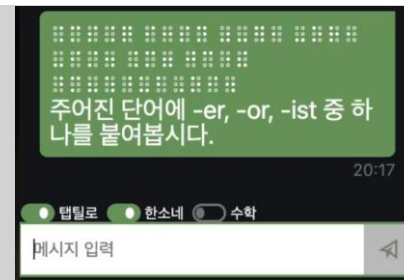 주어진 단어에 -er, -or, -ist 중 하
나를 붙여봅시다.
20:17
탭틸로 한소네 수학
메시지 입력